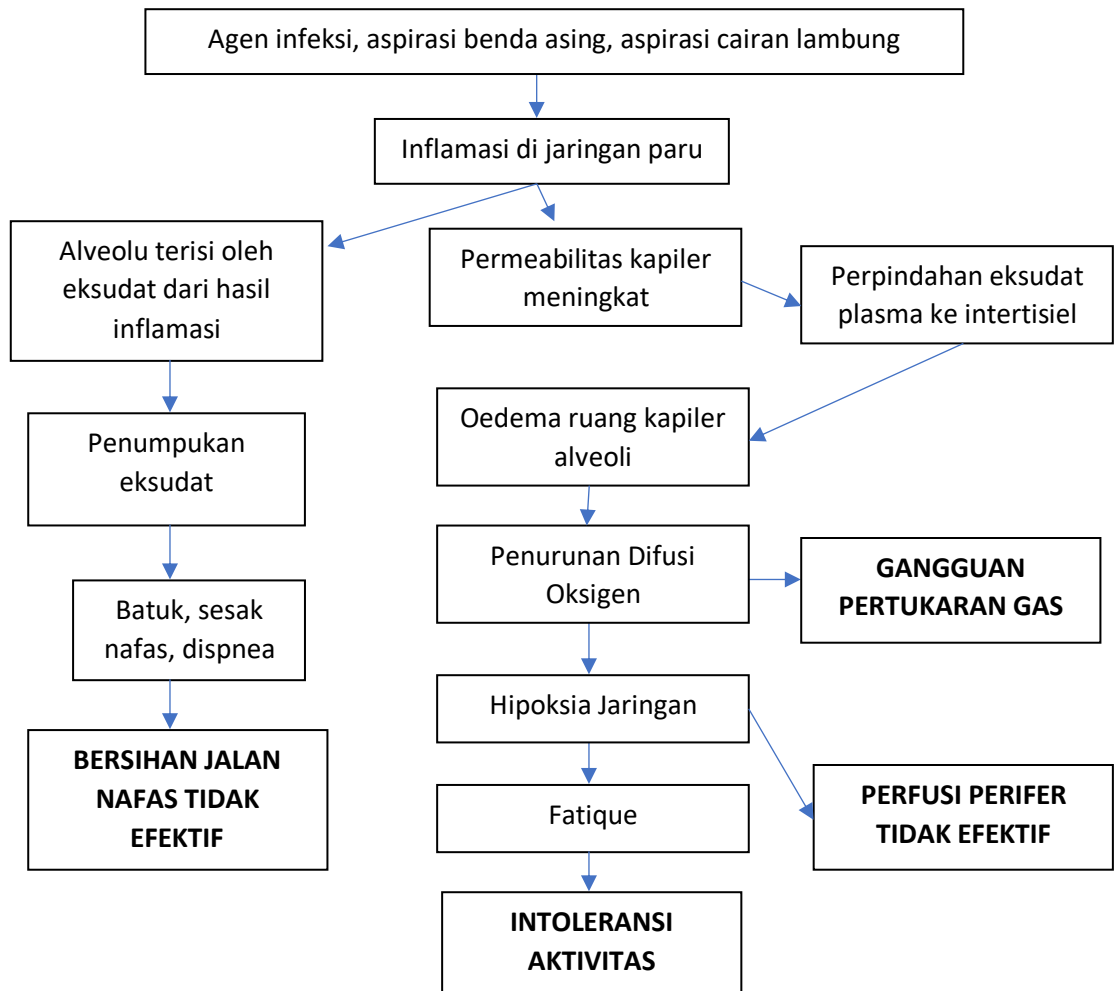 Agen infeksi, aspirasi benda asing, aspirasi cairan lambung
Inflamasi di jaringan paru
Alveolu terisi oleh
eksudat dari hasil
inflamasi
Permeabilitas kapiler
meningkat
Perpindahan eksudat
plasma ke intertisiel
Penumpukan
eksudat
Oedema ruang kapiler
alveoli
Batuk, sesak
nafas, dispnea
Penurunan Difusi
Oksigen
GANGGUAN
PERTUKARAN GAS
BERSIHAN JALAN
NAFAS TIDAK
EFEKTIF
Hipoksia Jaringan
Fatique
PERFUSI PERIFER
TIDAK EFEKTIF
INTOLERANSI
AKTIVITAS